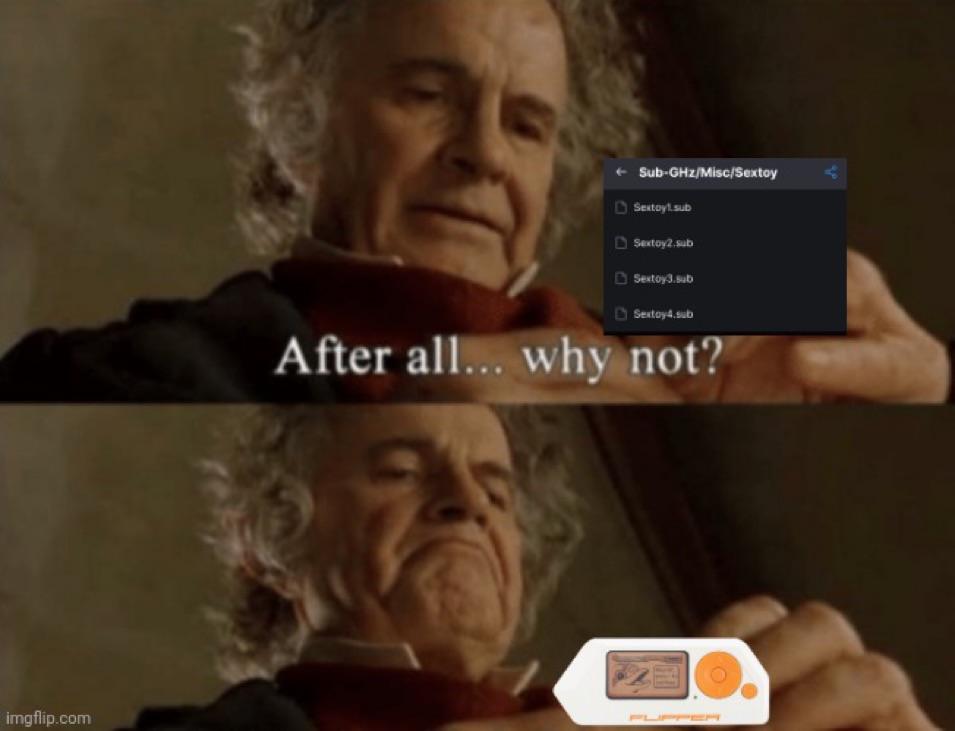 Sub-GHz/Misc/Sextoy
Sextoy1.sub
Sextoy2.sub
Sextoy3.sub
Sextoy4.sub
After all... why not?
FLIPPER
imgflip.com